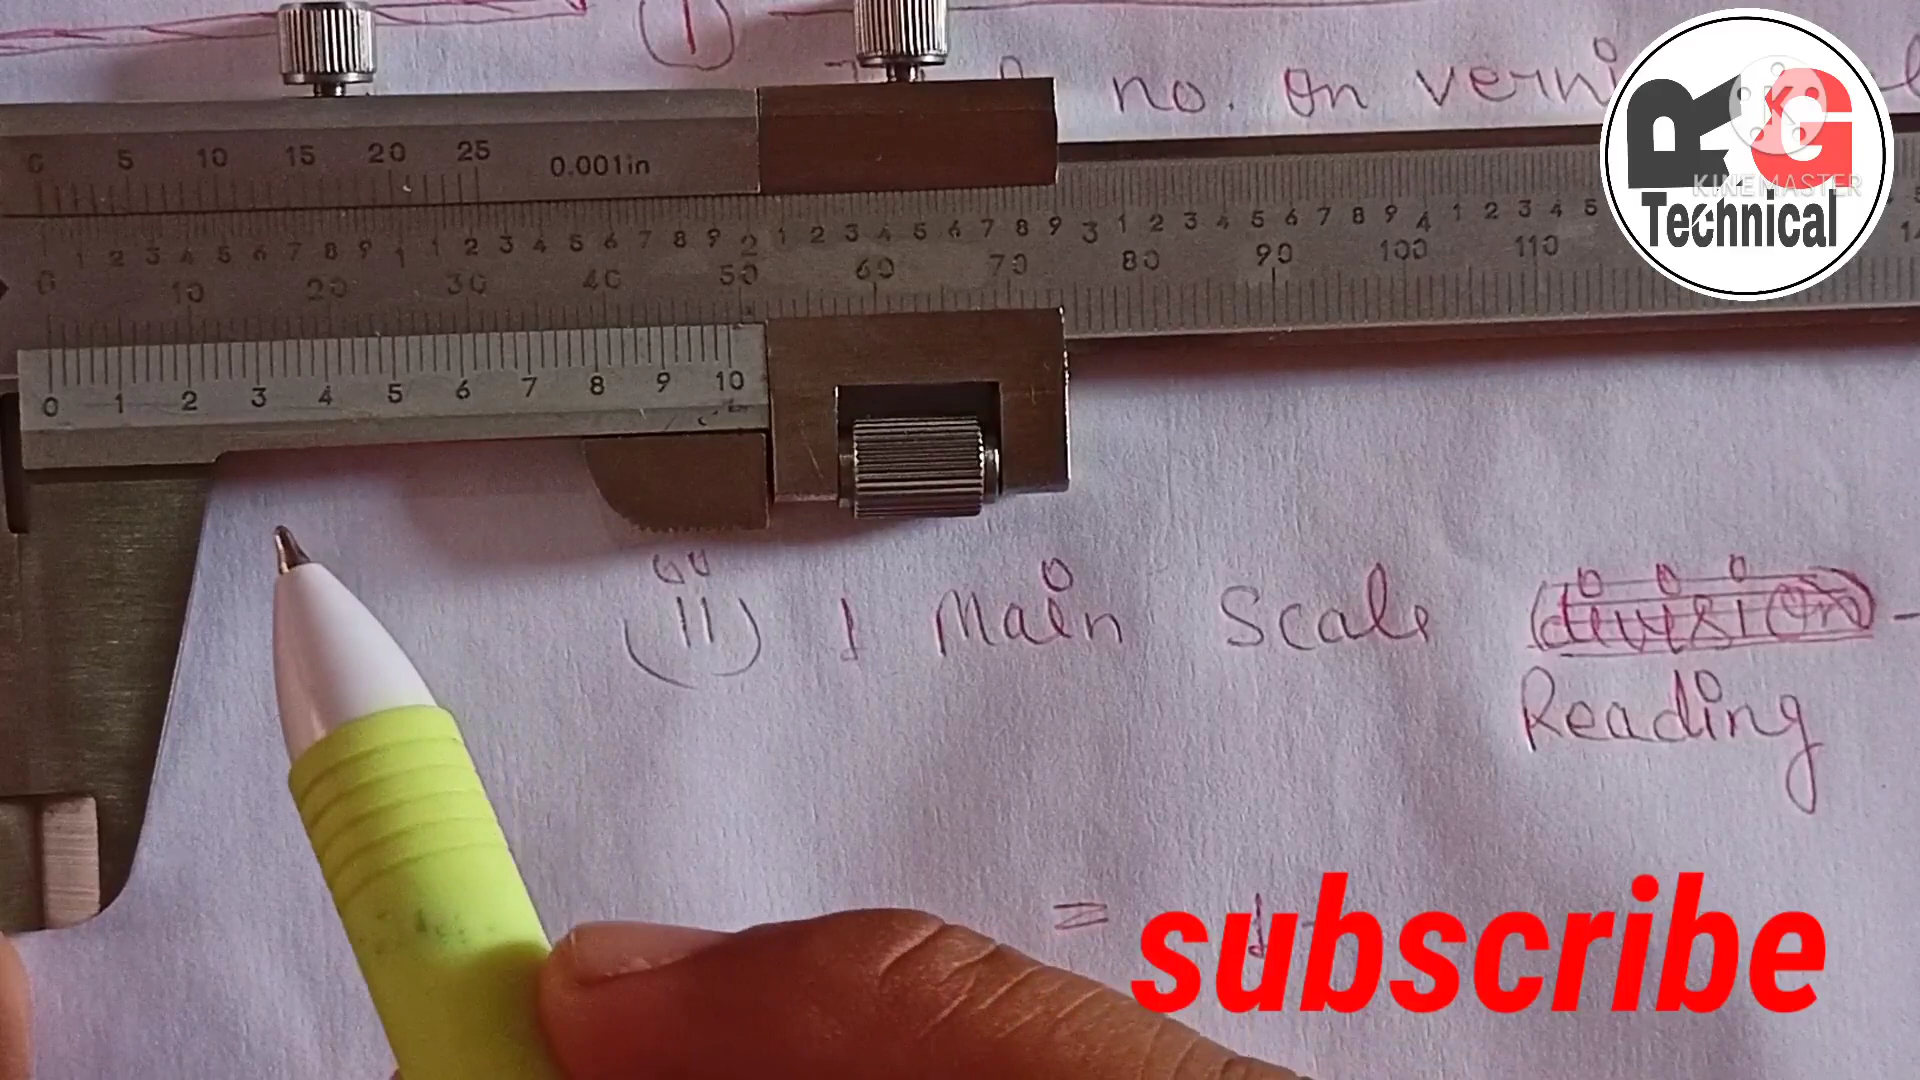 (1)
no. on verni
RG
KINEMASTER
Technical
0 5 10 15 20 25 0.001in
0 1 2 3 4 5 6 7 8 9 1 1 2 3 4 5 6 7 8 9 2 1 2 3 4 5 6 7 8 9 3 1 2 3 4 5 6 7 8 9 4 1 2 3 4 5
0 10 20 30 40 50 60 70 80 90 100 110
0 1 2 3 4 5 6 7 8 9 10
(ii) 1 Main Scale division -
Reading
= 1
subscribe